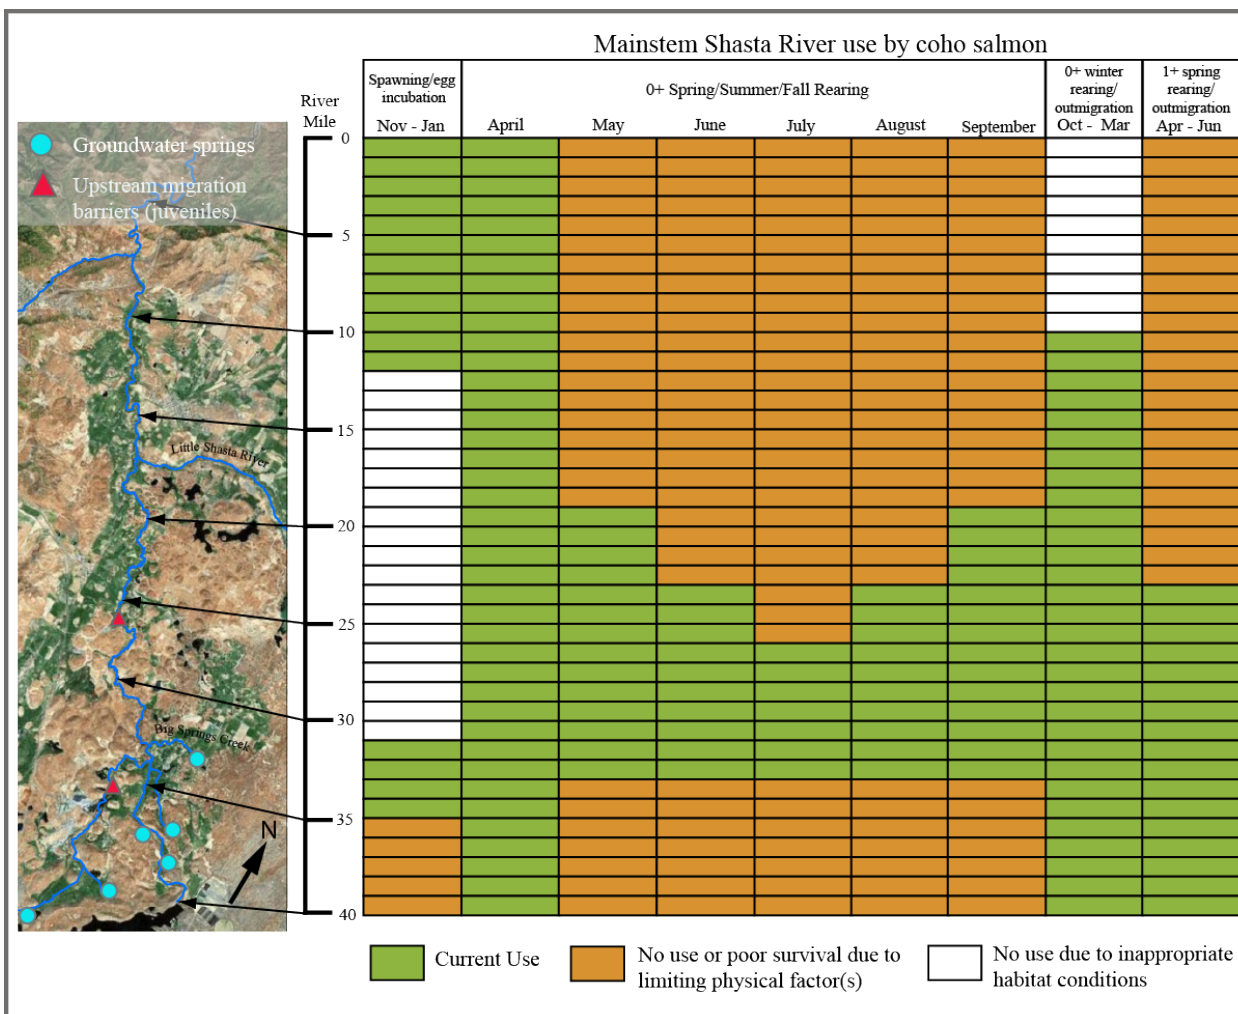 Mainstem Shasta River use by coho salmon
River
Mile
Spawning/egg
incubation
Nov - Jan
0+ Spring/Summer/Fall Rearing
April
May
June
July
August
September
0+ winter
rearing/
outmigration
Oct - Mar
1+ spring
rearing/
outmigration
Apr - Jun
Groundwater springs
Upstream migration
barriers (juveniles)
0
5
10
15
20
25
30
35
40
Little Shasta River
Big Springs Creek
N
Current Use
No use or poor survival due to
limiting physical factor(s)
No use due to inappropriate
habitat conditions